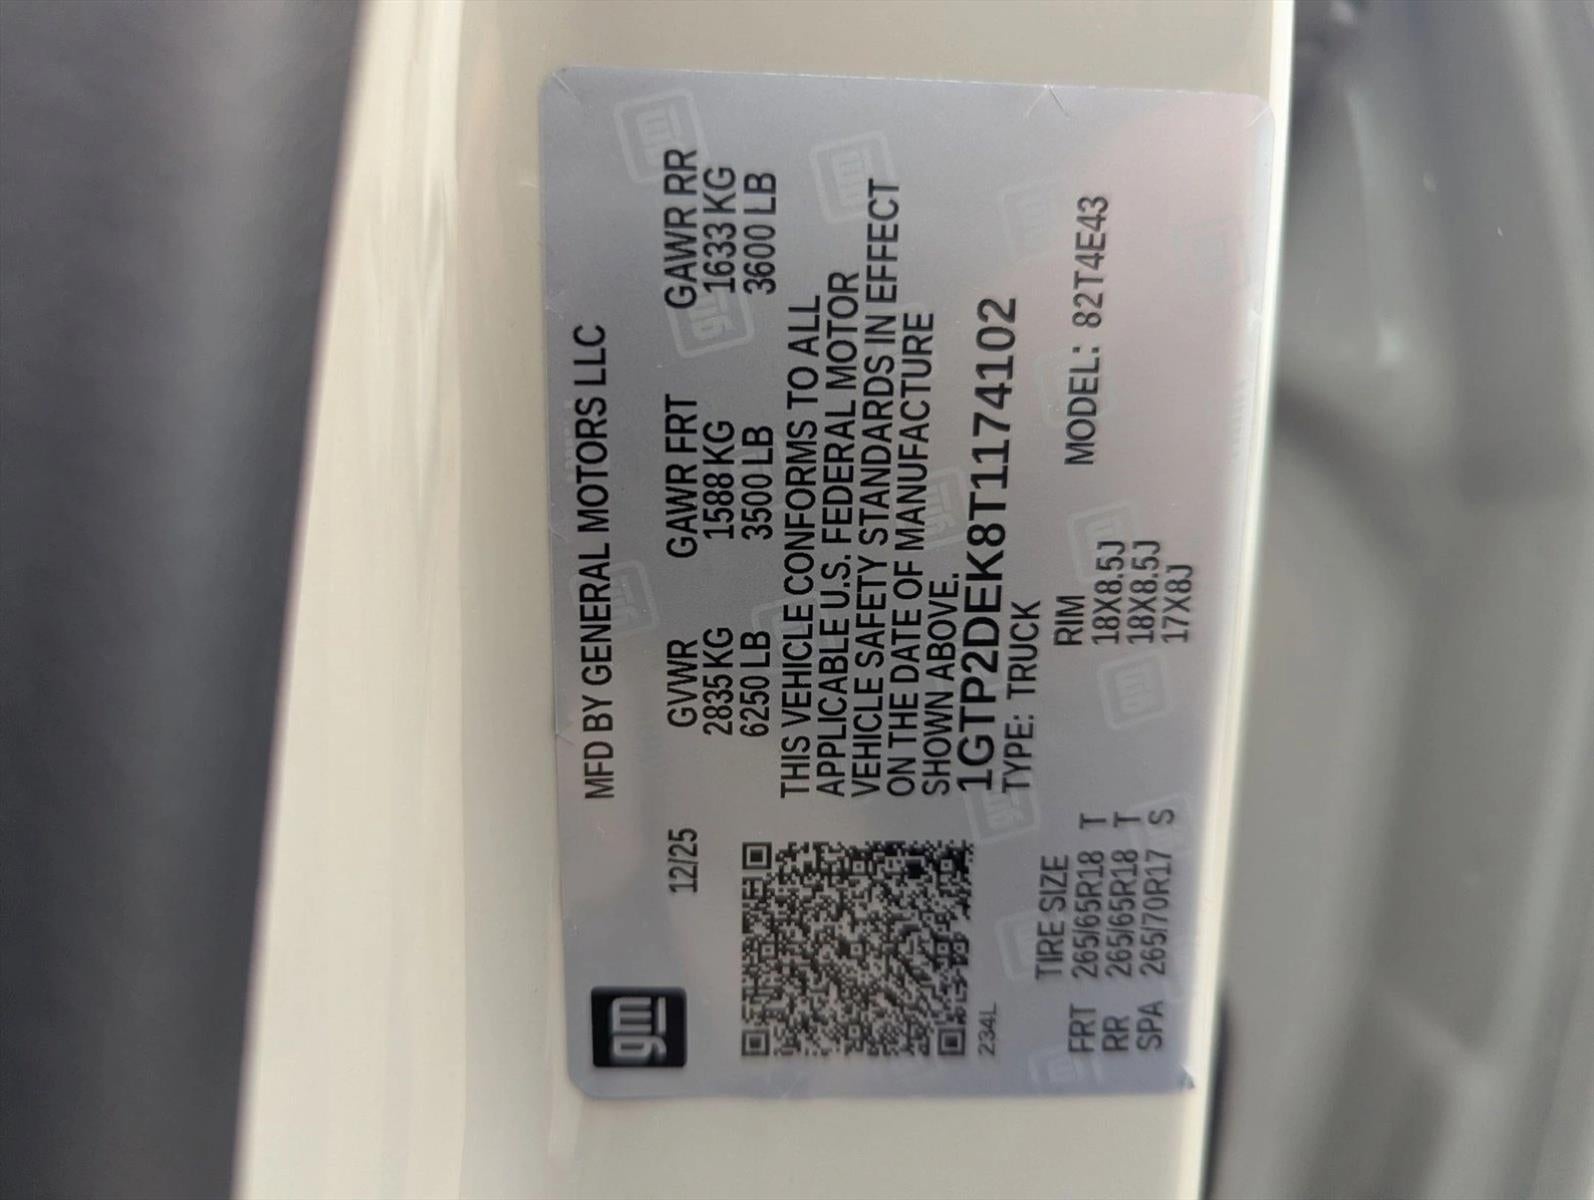 gm
MFD BY GENERAL MOTORS LLC
12/25 GVWR GAWR FRT GAWR RR
2835 KG 1588 KG 1633 KG
6250 LB 3500 LB 3600 LB
THIS VEHICLE CONFORMS TO ALL
APPLICABLE U.S. FEDERAL MOTOR
VEHICLE SAFETY STANDARDS IN EFFECT
ON THE DATE OF MANUFACTURE
SHOWN ABOVE.
1GTP2DEK8T1174102
234L
TYPE: TRUCK
TIRE SIZE RIM MODEL: 82T4E43
FRT 265/65R18 T 18X8.5J
RR 265/65R18 T 18X8.5J
SPA 265/70R17 S 17X8J